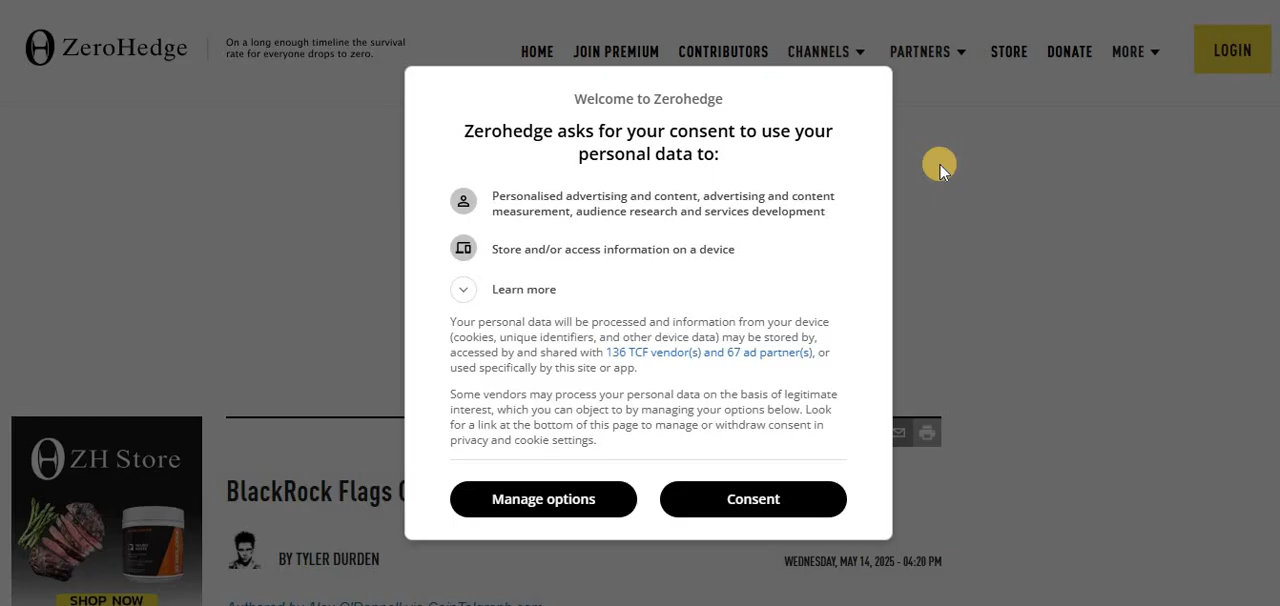 ZeroHedge
On a long enough timeline the survival
rate for everyone drops to zero.
HOME JOIN PREMIUM CONTRIBUTORS CHANNELS PARTNERS STORE DONATE MORE LOGIN
Welcome to Zerohedge
Zerohedge asks for your consent to use your
personal data to:
Personalised advertising and content, advertising and content
measurement, audience research and services development
Store and/or access information on a device
Learn more
Your personal data will be processed and information from your device
(cookies, unique identifiers, and other device data) may be stored by,
accessed by and shared with 136 TCF vendor(s) and 67 ad partner(s), or
used specifically by this site or app.
Some vendors may process your personal data on the basis of legitimate
interest, which you can object to by managing your options below. Look
for a link at the bottom of this page to manage or withdraw consent in
privacy and cookie settings.
Manage options Consent
ZH Store
SHOP NOW
BlackRock Flags
BY TYLER DURDEN
WEDNESDAY, MAY 14, 2025 - 04:20 PM
Authored by Alex O'Donnell via CoinTelegraph.com